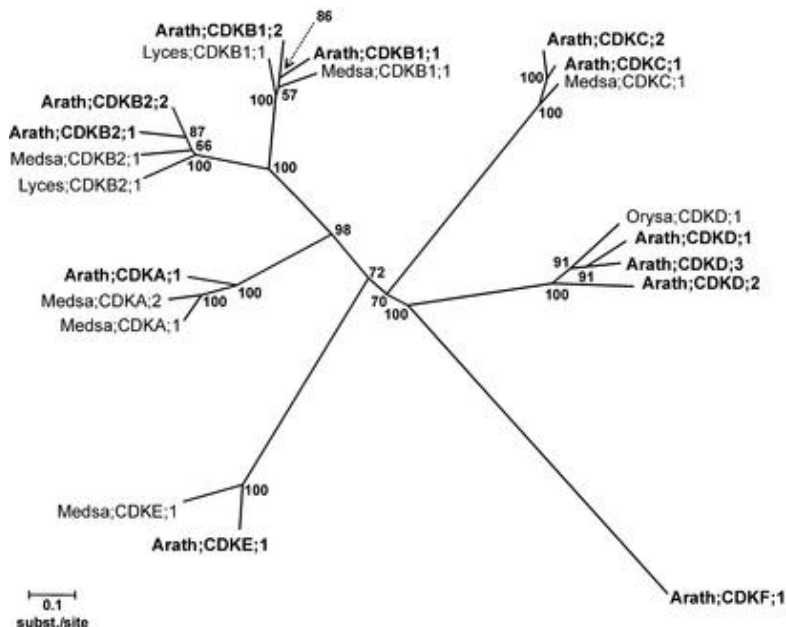 86
Arath;CDKB1;2
Lyces;CDKB1;1
Arath;CDKB1;1
Medsa;CDKB1;1
57
100
Arath;CDKB2;2
Arath;CDKB2;1
87
66
Medsa;CDKB2;1
100
Lyces;CDKB2;1
100
Arath;CDKC;2
Arath;CDKC;1
100
Medsa;CDKC;1
100
Orysa;CDKD;1
Arath;CDKD;1
91
Arath;CDKD;3
91
Arath;CDKD;2
100
98
72
70
100
Arath;CDKA;1
Medsa;CDKA;2
100
100
Medsa;CDKA;1
100
Medsa;CDKE;1
Arath;CDKE;1
Arath;CDKF;1
0.1
subst./site